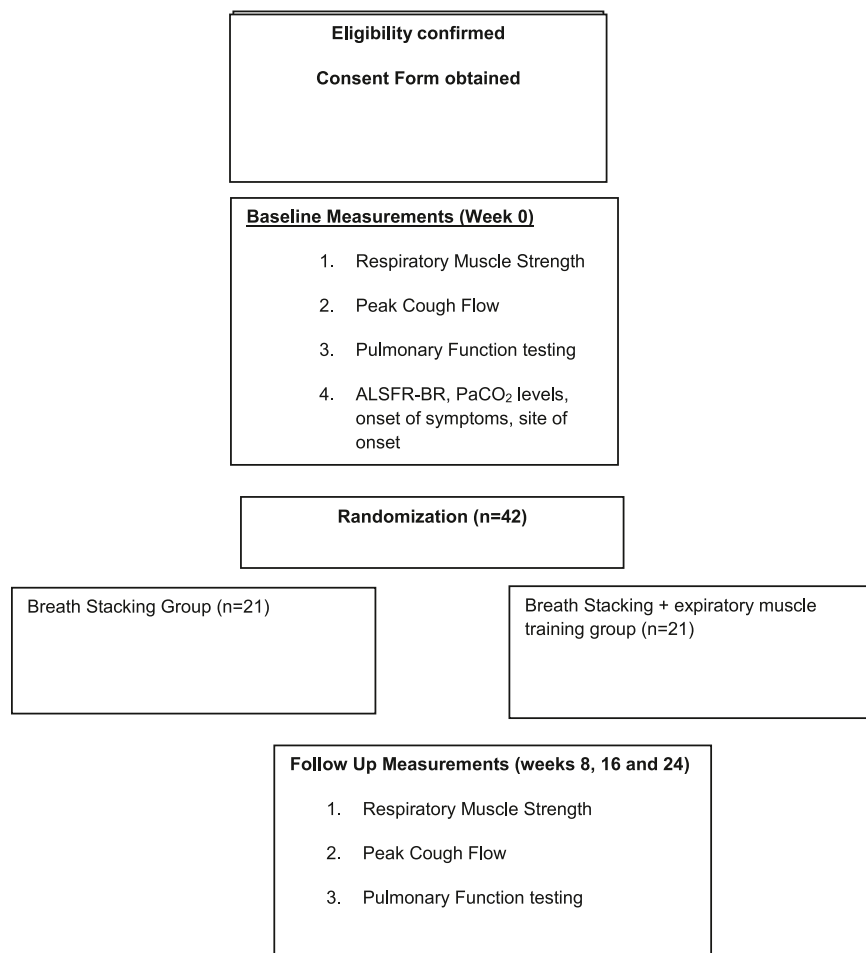 Eligibility confirmed
Consent Form obtained
Baseline Measurements (Week 0)
1. Respiratory Muscle Strength
2. Peak Cough Flow
3. Pulmonary Function testing
4. ALSFR-BR, PaCO₂ levels,
onset of symptoms, site of
onset
Randomization (n=42)
Breath Stacking Group (n=21)
Breath Stacking + expiratory muscle
training group (n=21)
Follow Up Measurements (weeks 8, 16 and 24)
1. Respiratory Muscle Strength
2. Peak Cough Flow
3. Pulmonary Function testing